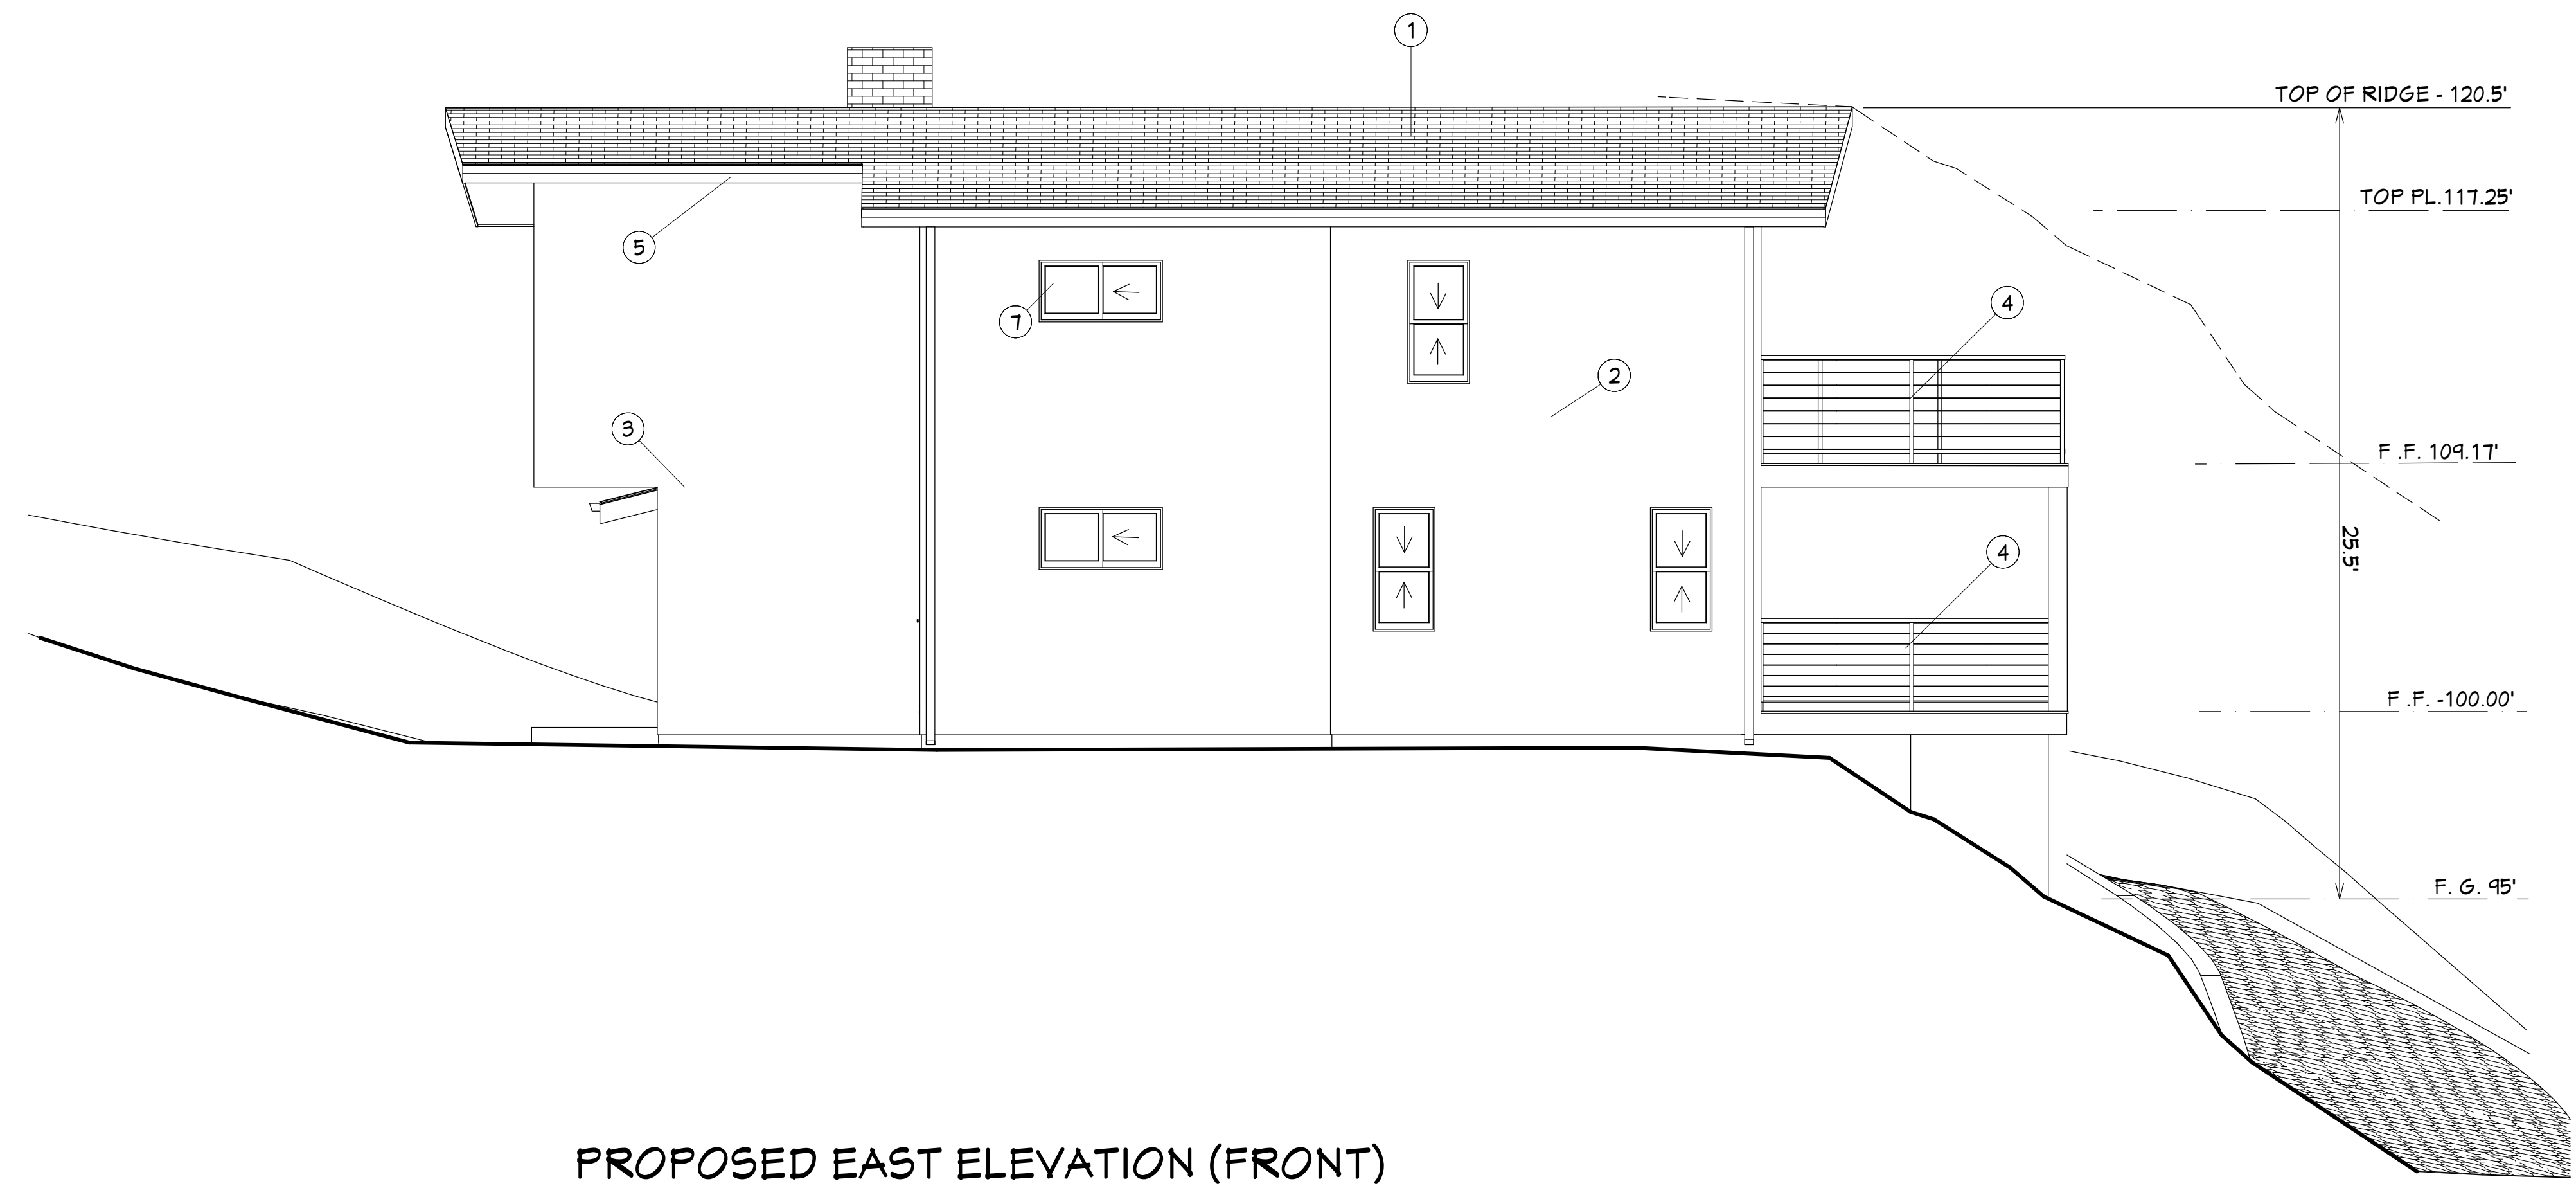 1
TOP OF RIDGE - 120.5'
TOP PL.117.25'
5
7
4
2
3
F .F. 109.17'
25.5'
4
F .F. -100.00'
F. G. 95'
PROPOSED EAST ELEVATION (FRONT)